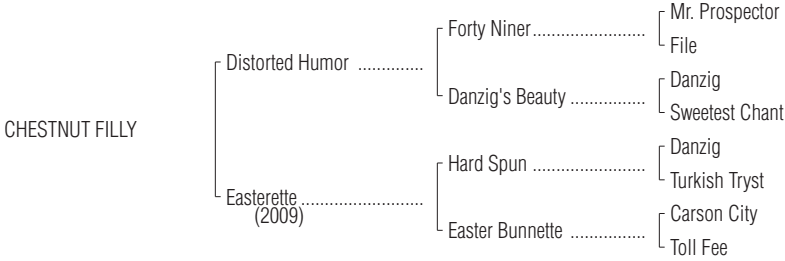 Mr. Prospector
Forty Niner..........................
File
Distorted Humor ...............
Danzig
Danzig's Beauty .................
Sweetest Chant
CHESTNUT FILLY
Danzig
Hard Spun .........................
Turkish Tryst
Easterette ............................
(2009)
Carson City
Easter Bunnette .................
Toll Fee